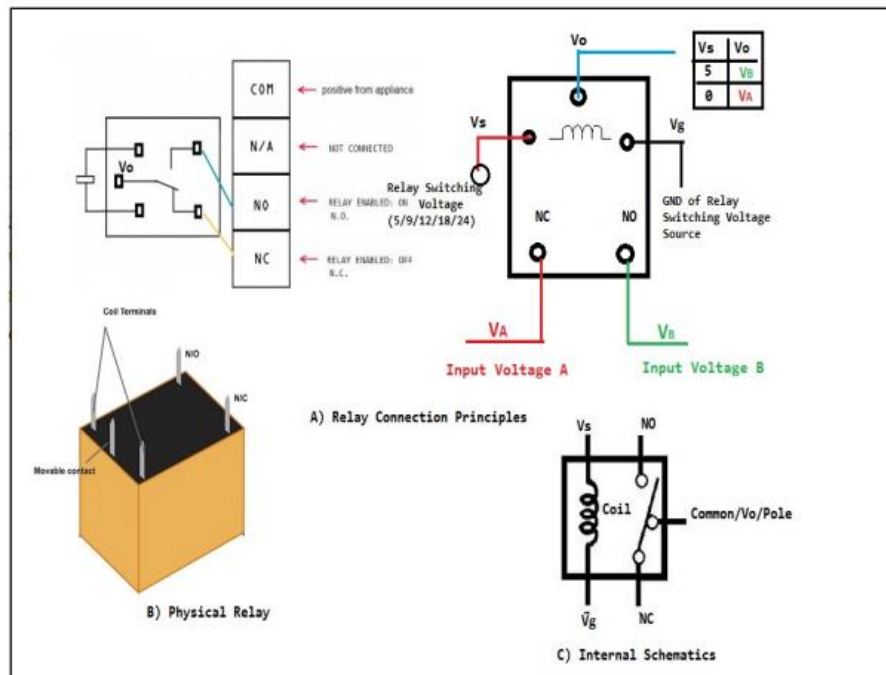 COM
positive from appliance
N/A
NOT CONNECTED
Vo
NO
RELAY ENABLED: ON
N.O.
NC
RELAY ENABLED: OFF
N.C.
Vo
Vs Vo
5 VB
0 VA
Vs
Vg
Relay Switching
Voltage
(5/9/12/18/24)
GND of Relay
Switching Voltage
Source
NC
NO
VA
VB
Input Voltage A
Input Voltage B
A) Relay Connection Principles
Coil Terminals
N/O
N/C
Movable contact
B) Physical Relay
Vs
NO
Coil
Common/Vo/Pole
Vg
NC
C) Internal Schematics